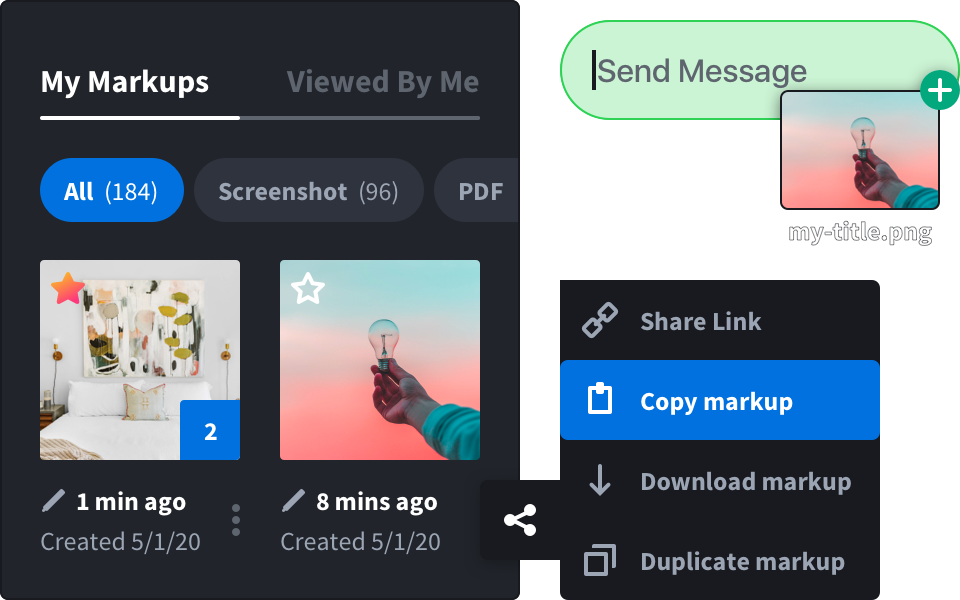 My Markups
Viewed By Me
All (184)
Screenshot (96)
PDF
2
1 min ago
Created 5/1/20
8 mins ago
Created 5/1/20
Send Message
my-title.png
Share Link
Copy markup
Download markup
Duplicate markup